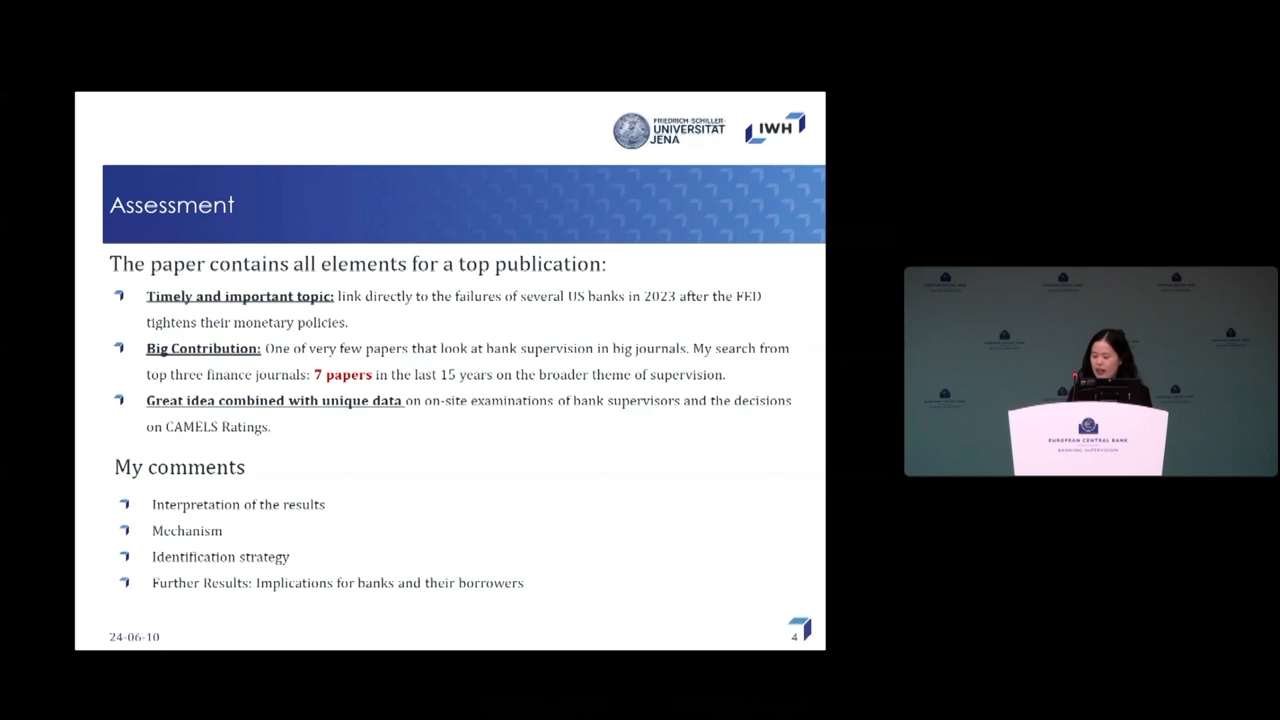 FRIEDRICH-SCHILLER-
UNIVERSITÄT
JENA
IWH
Assessment
The paper contains all elements for a top publication:
Timely and important topic: link directly to the failures of several US banks in 2023 after the FED
tightens their monetary policies.
Big Contribution: One of very few papers that look at bank supervision in big journals. My search from
top three finance journals: 7 papers in the last 15 years on the broader theme of supervision.
Great idea combined with unique data on on-site examinations of bank supervisors and the decisions
on CAMELS Ratings.
My comments
Interpretation of the results
Mechanism
Identification strategy
Further Results: Implications for banks and their borrowers
24-06-10
4
EUROPEAN CENTRAL BANK
BANKING SUPERVISION